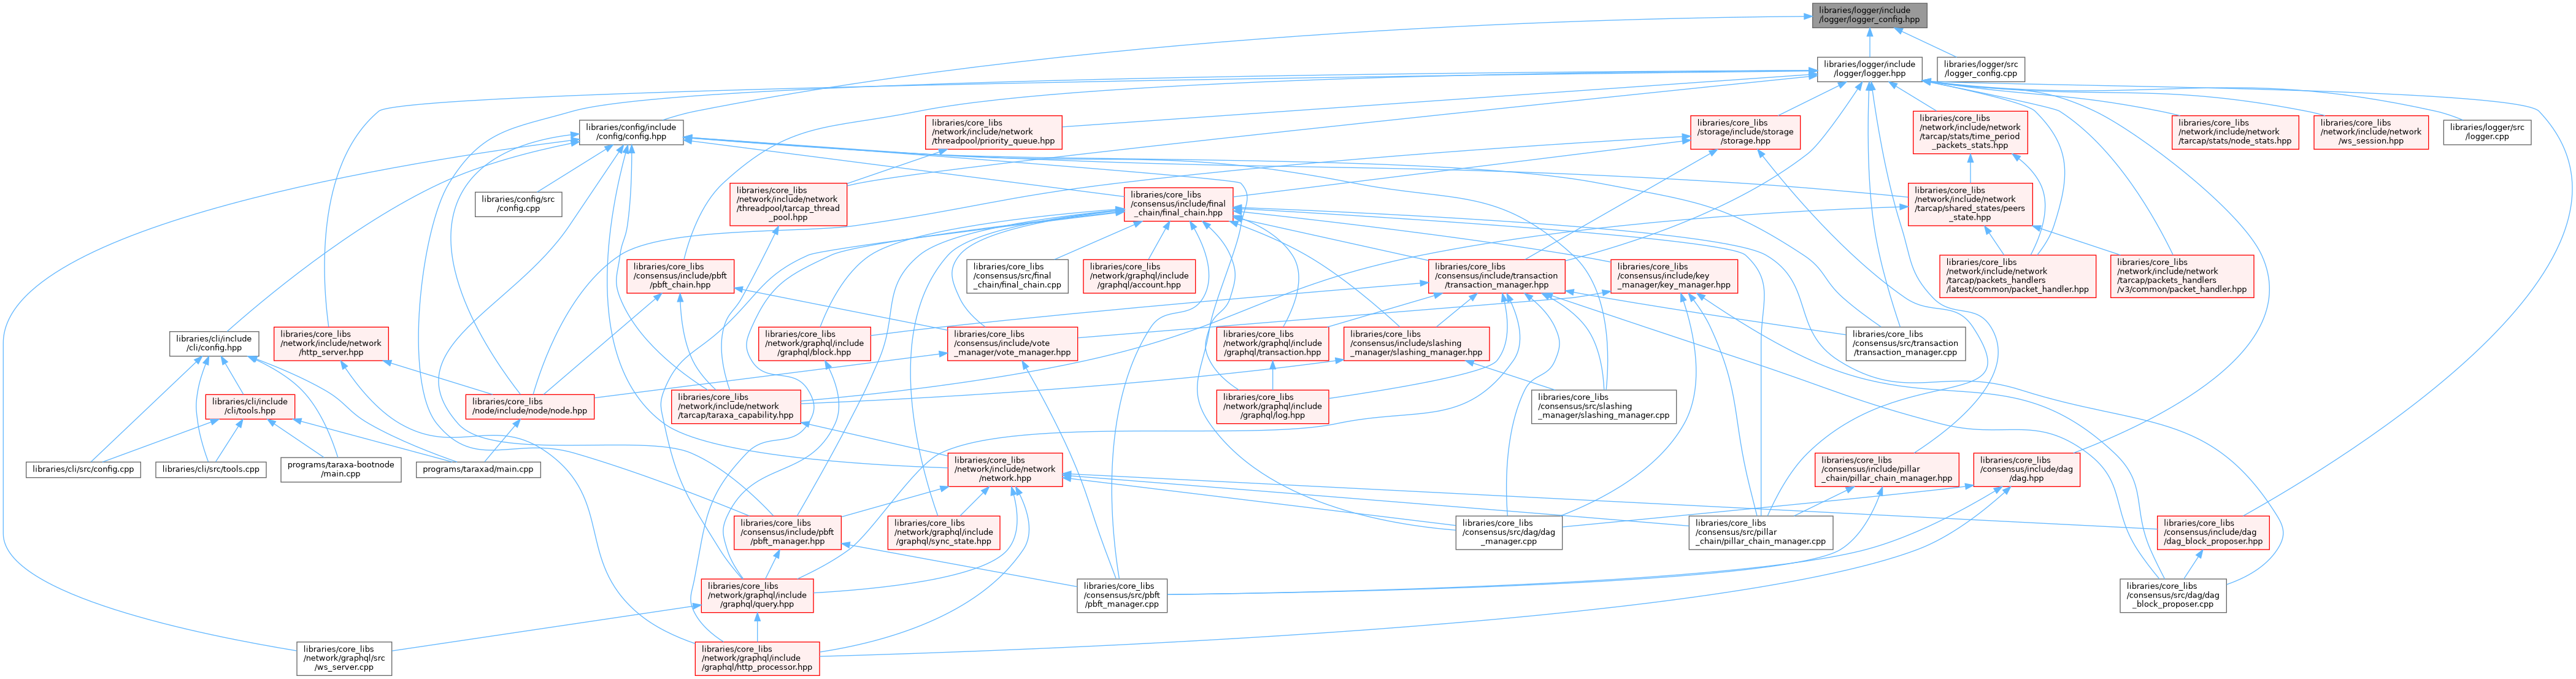 libraries/logger/include
/logger/logger_config.hpp
libraries/logger/include
/logger/logger.hpp
libraries/logger/src
/logger_config.cpp
libraries/config/include
/config/config.hpp
libraries/core_libs
/network/include/network
/threadpool/priority_queue.hpp
libraries/core_libs
/storage/include/storage
/storage.hpp
libraries/core_libs
/network/include/network
/tarcap/stats/time_period
_packets_stats.hpp
libraries/core_libs
/network/include/network
/tarcap/stats/node_stats.hpp
libraries/core_libs
/network/include/network
/ws_session.hpp
libraries/logger/src
/logger.cpp
libraries/config/src
/config.cpp
libraries/core_libs
/network/include/network
/threadpool/tarcap_thread
_pool.hpp
libraries/core_libs
/consensus/include/final
_chain/final_chain.hpp
libraries/core_libs
/network/include/network
/tarcap/shared_states/peers
_state.hpp
libraries/core_libs
/consensus/include/pbft
/pbft_chain.hpp
libraries/core_libs
/consensus/src/final
_chain/final_chain.cpp
libraries/core_libs
/network/graphql/include
/graphql/account.hpp
libraries/core_libs
/consensus/include/transaction
/transaction_manager.hpp
libraries/core_libs
/consensus/include/key
_manager/key_manager.hpp
libraries/core_libs
/network/include/network
/tarcap/packets_handlers
/latest/common/packet_handler.hpp
libraries/core_libs
/network/include/network
/tarcap/packets_handlers
/v3/common/packet_handler.hpp
libraries/cli/include
/cli/config.hpp
libraries/core_libs
/network/include/network
/http_server.hpp
libraries/core_libs
/network/graphql/include
/graphql/block.hpp
libraries/core_libs
/consensus/include/vote
_manager/vote_manager.hpp
libraries/core_libs
/network/graphql/include
/graphql/transaction.hpp
libraries/core_libs
/consensus/include/slashing
_manager/slashing_manager.hpp
libraries/core_libs
/consensus/src/transaction
/transaction_manager.cpp
libraries/cli/include
/cli/tools.hpp
libraries/core_libs
/node/include/node/node.hpp
libraries/core_libs
/network/include/network
/tarcap/taraxa_capability.hpp
libraries/core_libs
/network/graphql/include
/graphql/log.hpp
libraries/core_libs
/consensus/src/slashing
_manager/slashing_manager.cpp
libraries/cli/src/config.cpp
libraries/cli/src/tools.cpp
programs/taraxa-bootnode
/main.cpp
programs/taraxad/main.cpp
libraries/core_libs
/network/include/network
/network.hpp
libraries/core_libs
/consensus/include/pillar
_chain/pillar_chain_manager.hpp
libraries/core_libs
/consensus/include/dag
/dag.hpp
libraries/core_libs
/consensus/include/pbft
/pbft_manager.hpp
libraries/core_libs
/network/graphql/include
/graphql/sync_state.hpp
libraries/core_libs
/consensus/src/dag/dag
_manager.cpp
libraries/core_libs
/consensus/src/pillar
_chain/pillar_chain_manager.cpp
libraries/core_libs
/consensus/include/dag
/dag_block_proposer.hpp
libraries/core_libs
/network/graphql/include
/graphql/query.hpp
libraries/core_libs
/consensus/src/pbft
/pbft_manager.cpp
libraries/core_libs
/consensus/src/dag/dag
_block_proposer.cpp
libraries/core_libs
/network/graphql/src
/ws_server.cpp
libraries/core_libs
/network/graphql/include
/graphql/http_processor.hpp